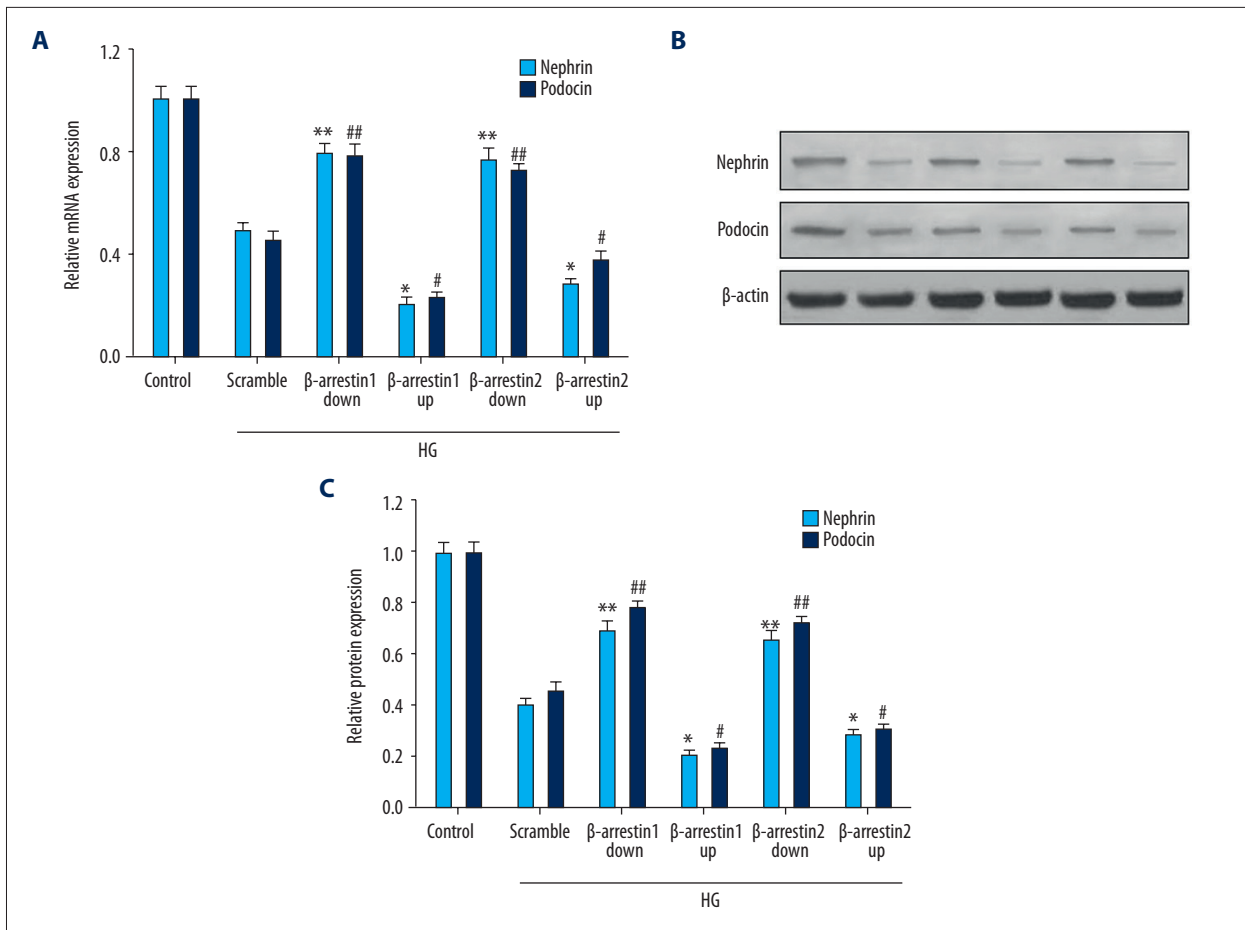 A
1.2
0.8
0.4
0.0
Relative mRNA expression
Nephrin
Podocin
** ## ** ##
* # * #
Control Scramble β-arrestin1 β-arrestin1 β-arrestin2 β-arrestin2
down up down up
HG
B
Nephrin
Podocin
β-actin
C
1.2
1.0
0.8
0.6
0.4
0.2
0.0
Relative protein expression
Nephrin
Podocin
** ## ** ##
* # * #
Control Scramble β-arrestin1 β-arrestin1 β-arrestin2 β-arrestin2
down up down up
HG